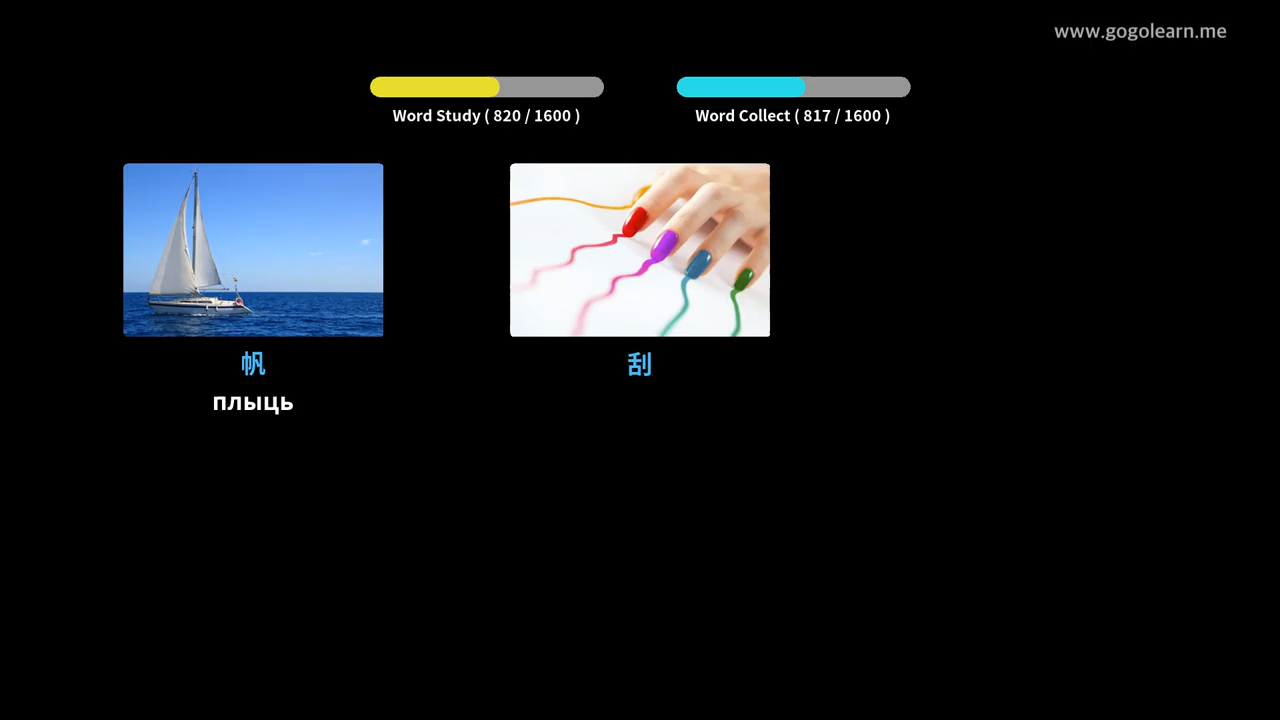 www.gogolearn.me
Word Study ( 820 / 1600 )
Word Collect ( 817 / 1600 )
帆
刮
плыць